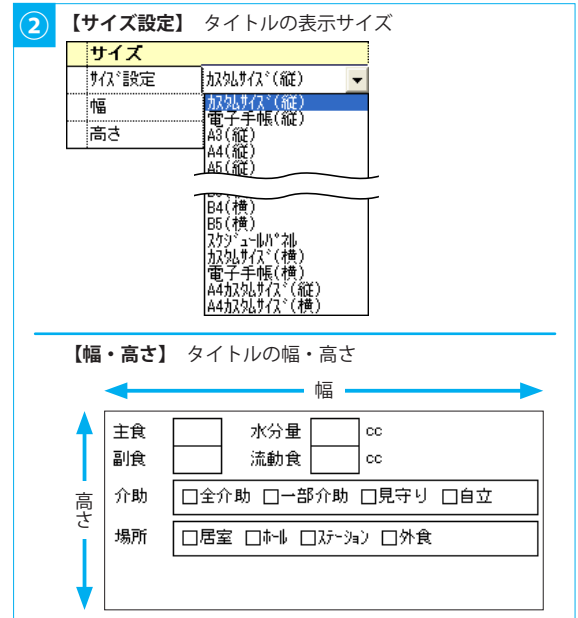 ② 【サイズ設定】 タイトルの表示サイズ
サイズ
ｻｲｽﾞ設定 ｶｽﾀﾑｻｲｽﾞ(縦)
幅 ｶｽﾀﾑｻｲｽﾞ(縦)
電子手帳(縦)
高さ A3(縦)
A4(縦)
A5(縦)
B4(横)
B5(横)
ｽｹｼﾞｭｰﾙﾊﾟﾈﾙ
ｶｽﾀﾑｻｲｽﾞ(横)
電子手帳(横)
A4ｶｽﾀﾑｻｲｽﾞ(縦)
A4ｶｽﾀﾑｻｲｽﾞ(横)
【幅・高さ】 タイトルの幅・高さ
幅
高さ
主食 水分量 cc
副食 流動食 cc
介助 □全介助 □一部介助 □見守り □自立
場所 □居室 □ﾎｰﾙ □ｽﾃｰｼｮﾝ □外食